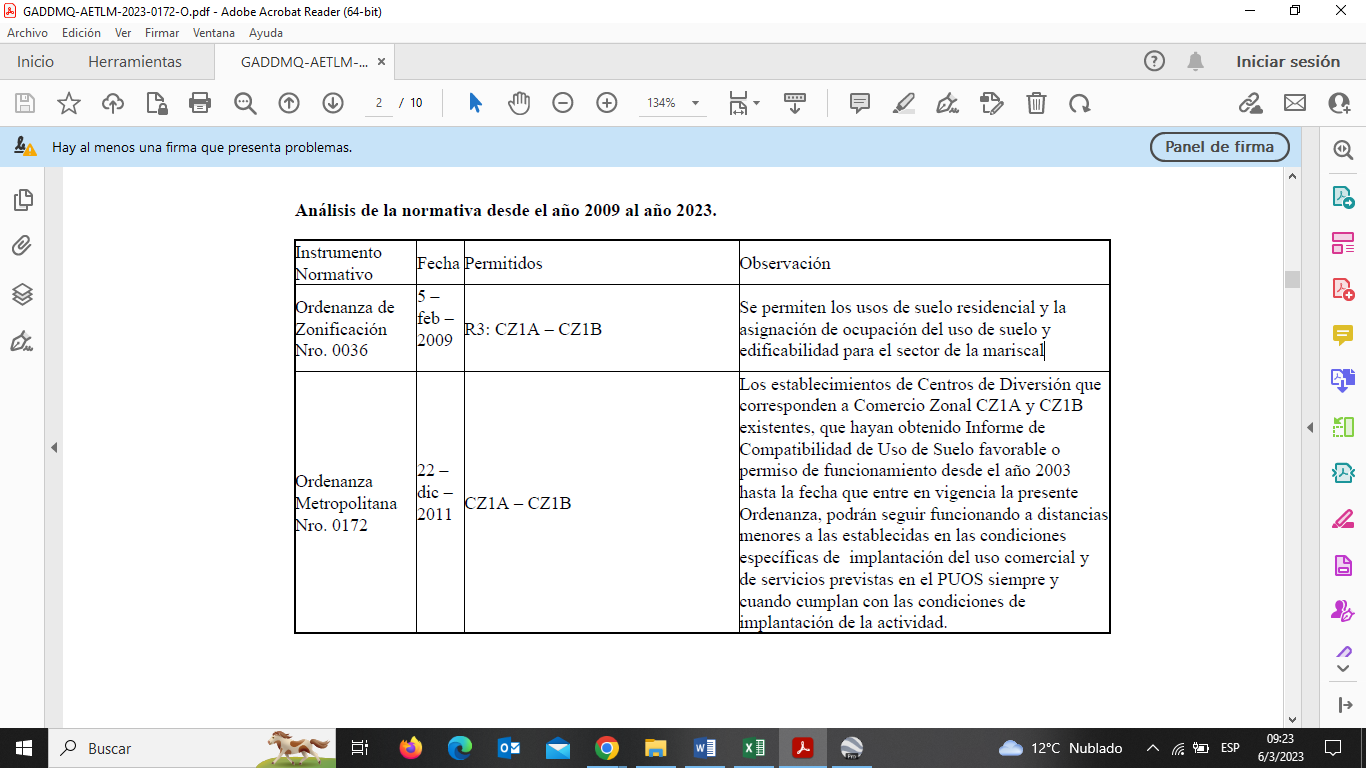 GADDMQ-AETLM-2023-0172-O.pdf - Adobe Acrobat Reader (64-bit)
Archivo Edición Ver Firmar Ventana Ayuda
Inicio Herramientas GADDMQ-AETLM-... × Iniciar sesión
2 / 10 134%
Hay al menos una firma que presenta problemas. Panel de firma
Análisis de la normativa desde el año 2009 al año 2023.
Instrumento
Normativo
Fecha
Permitidos
Observación
Ordenanza de
Zonificación
Nro. 0036
5 –
feb –
2009
R3: CZ1A – CZ1B
Se permiten los usos de suelo residencial y la
asignación de ocupación del uso de suelo y
edificabilidad para el sector de la mariscal
Ordenanza
Metropolitana
Nro. 0172
22 –
dic –
2011
CZ1A – CZ1B
Los establecimientos de Centros de Diversión que
corresponden a Comercio Zonal CZ1A y CZ1B
existentes, que hayan obtenido Informe de
Compatibilidad de Uso de Suelo favorable o
permiso de funcionamiento desde el año 2003
hasta la fecha que entre en vigencia la presente
Ordenanza, podrán seguir funcionando a distancias
menores a las establecidas en las condiciones
específicas de  implantación del uso comercial y
de servicios previstas en el PUOS siempre y
cuando cumplan con las condiciones de
implantación de la actividad.
Buscar
12°C Nublado
ESP
09:23
6/3/2023